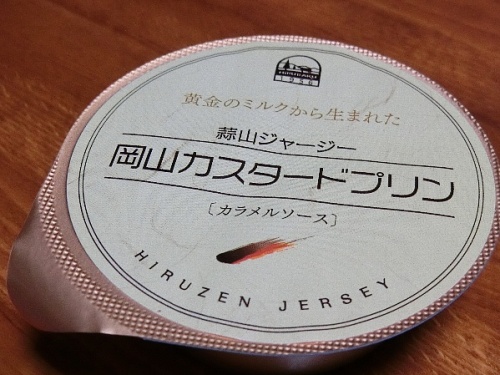 1956
黄金のミルクから生まれた
蒜山ジャージー
岡山カスタードプリン
〔カラメルソース〕
HIRUZEN JERSEY